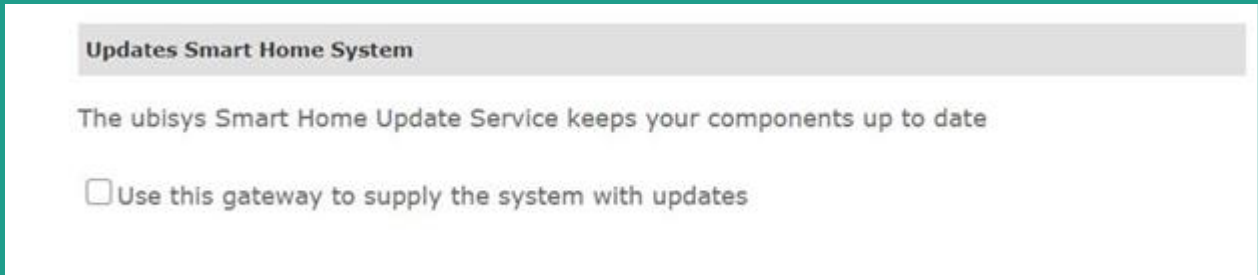 Updates Smart Home System
The ubisys Smart Home Update Service keeps your components up to date
Use this gateway to supply the system with updates